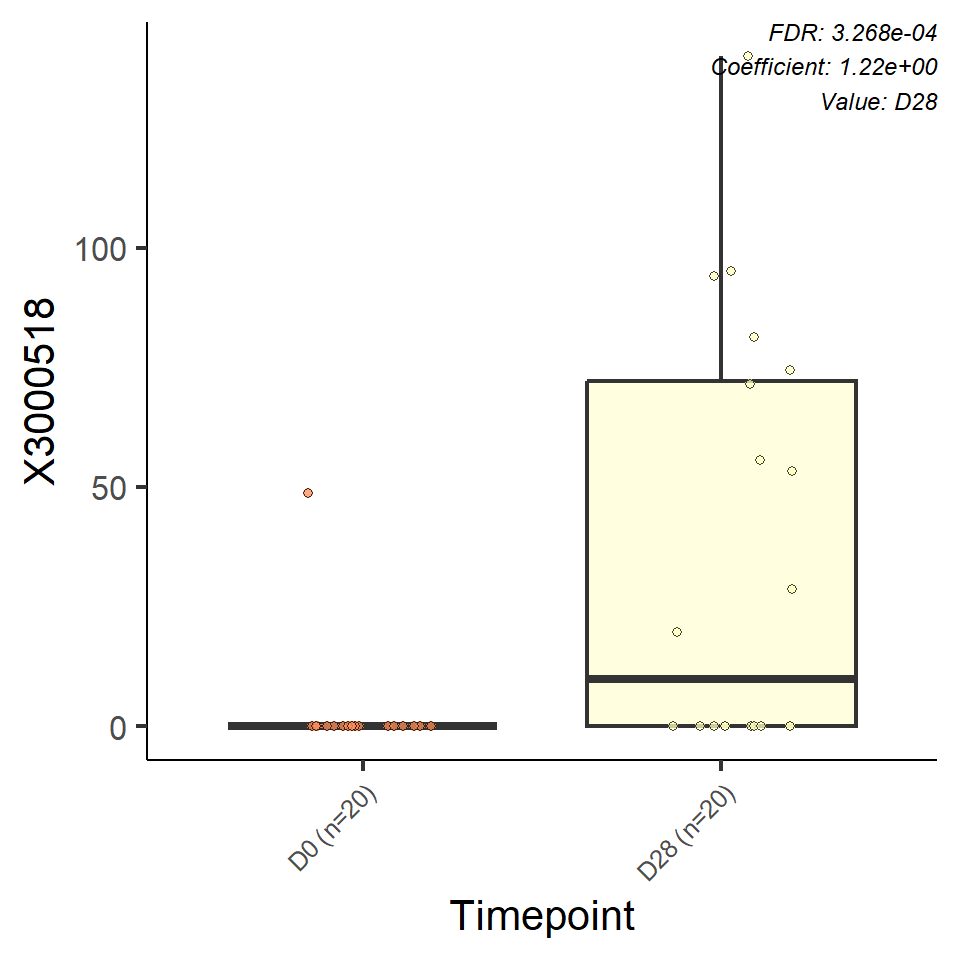 FDR: 3.268e-04
Coefficient: 1.22e+00
Value: D28
X3000518
100
50
0
D0 (n=20)
D28 (n=20)
Timepoint